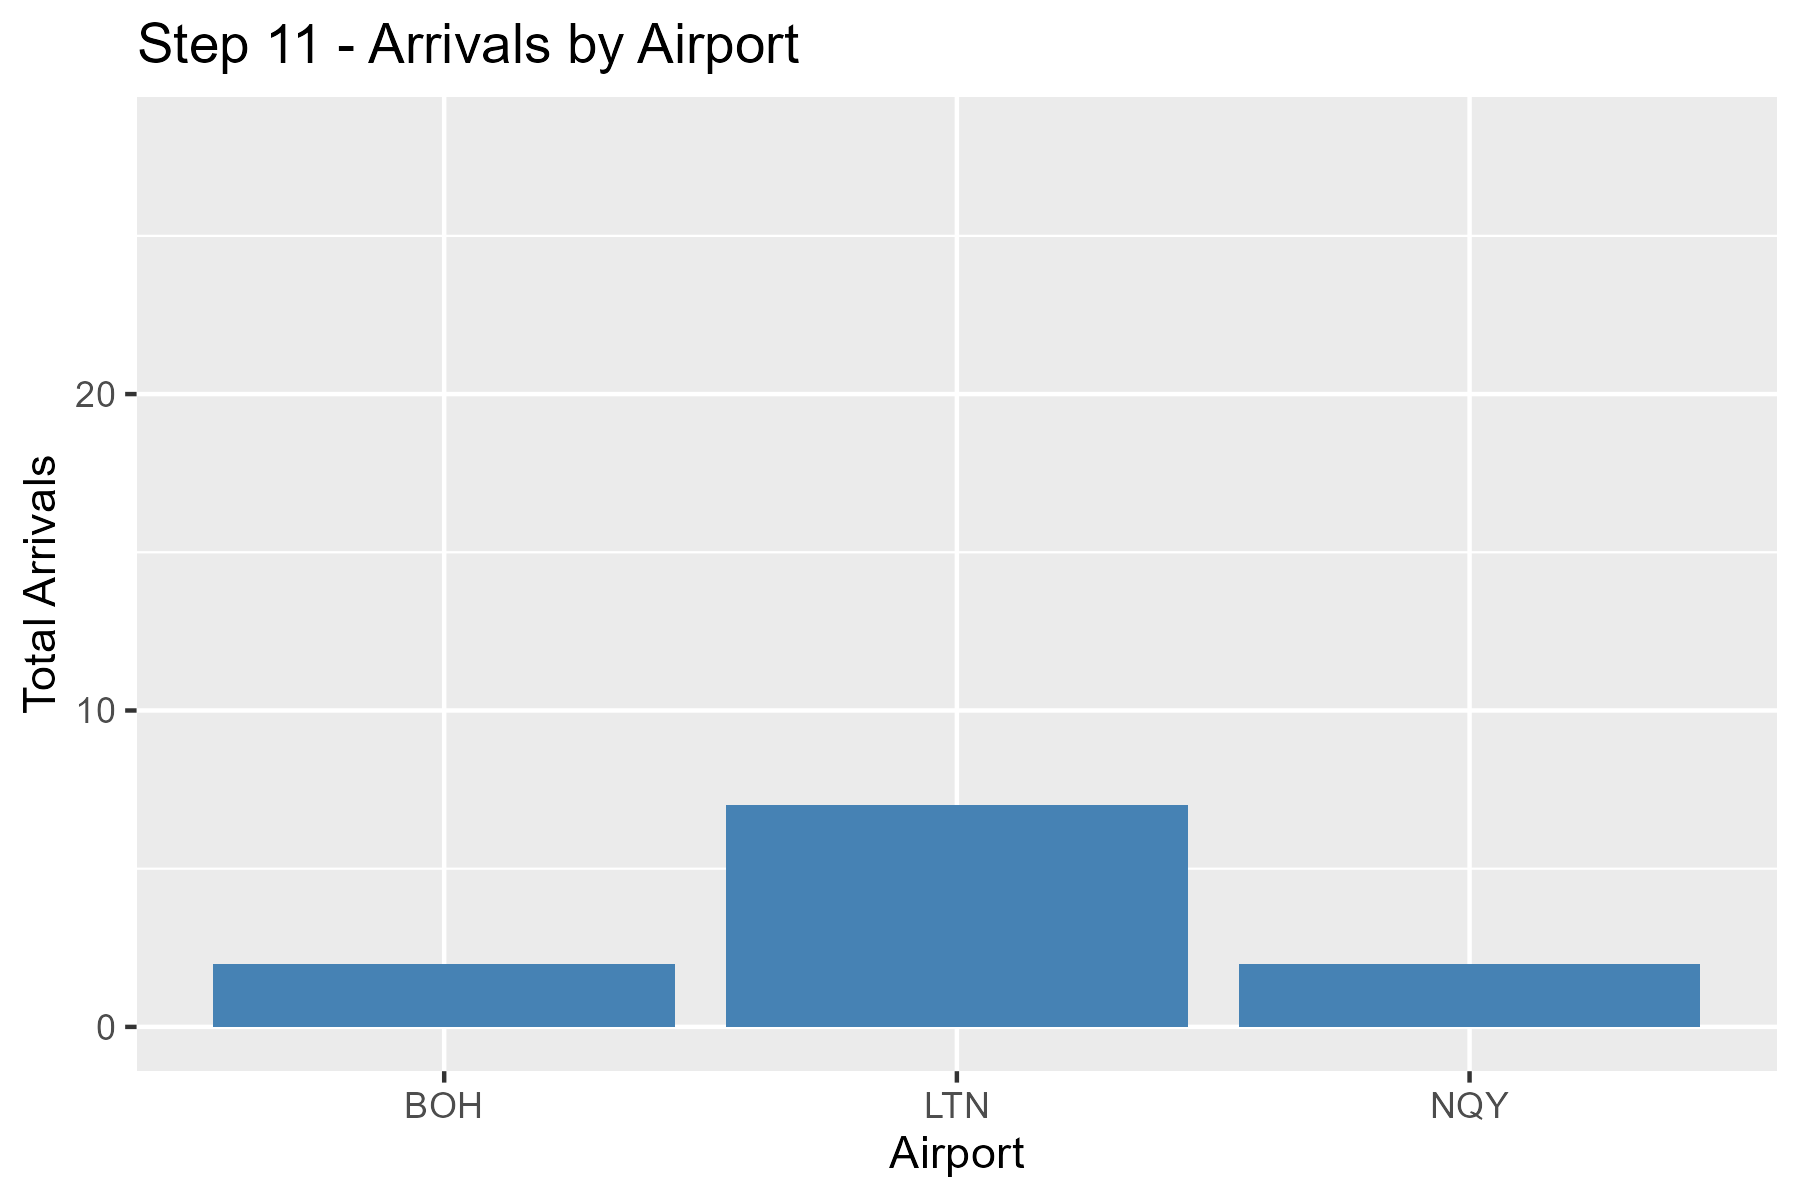 Step 11 - Arrivals by Airport
Total Arrivals
20
10
0
BOH
LTN
NQY
Airport